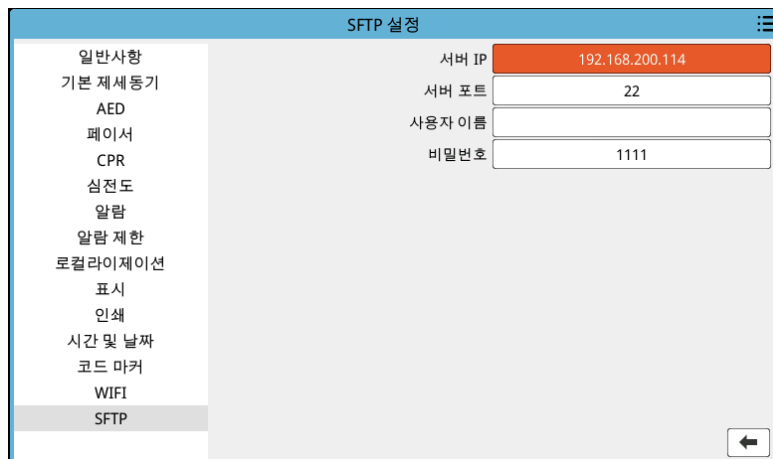 SFTP 설정
일반사항
기본 제세동기
AED
페이서
CPR
심전도
알람
알람 제한
로컬라이제이션
표시
인쇄
시간 및 날짜
코드 마커
WIFI
SFTP
서버 IP 192.168.200.114
서버 포트 22
사용자 이름
비밀번호 1111